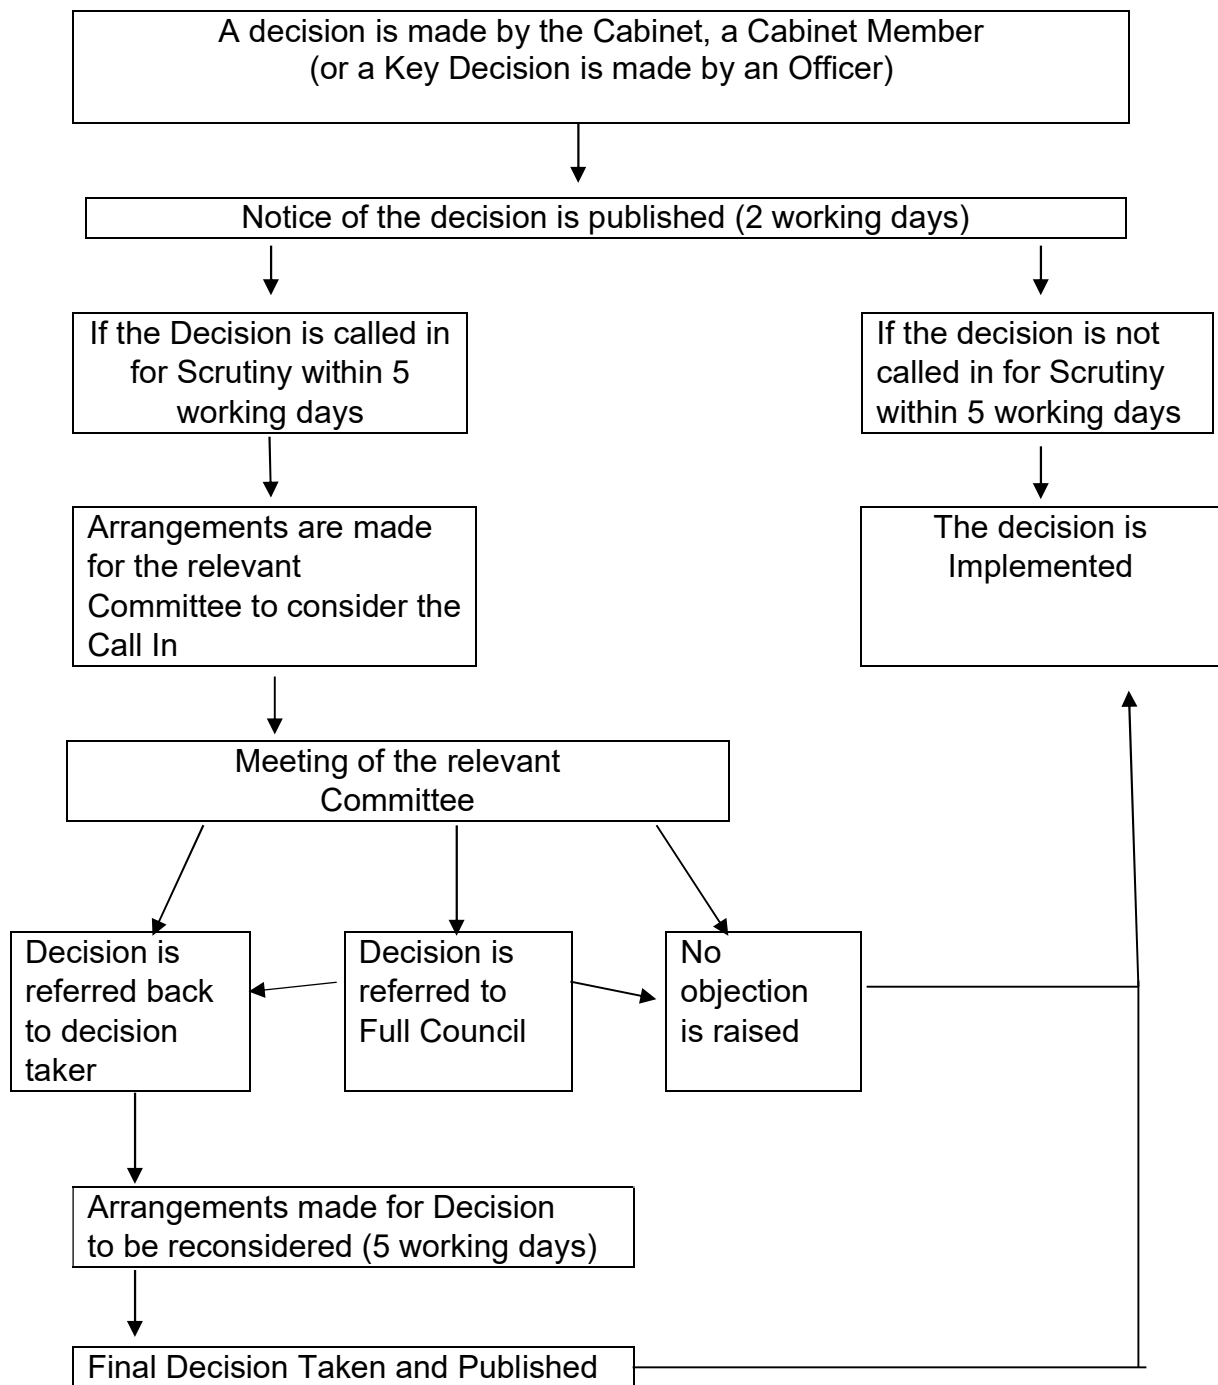 A decision is made by the Cabinet, a Cabinet Member
(or a Key Decision is made by an Officer)
Notice of the decision is published (2 working days)
If the Decision is called in
for Scrutiny within 5
working days
If the decision is not
called in for Scrutiny
within 5 working days
Arrangements are made
for the relevant
Committee to consider the
Call In
The decision is
Implemented
Meeting of the relevant
Committee
Decision is
referred back
to decision
taker
Decision is
referred to
Full Council
No
objection
is raised
Arrangements made for Decision
to be reconsidered (5 working days)
Final Decision Taken and Published